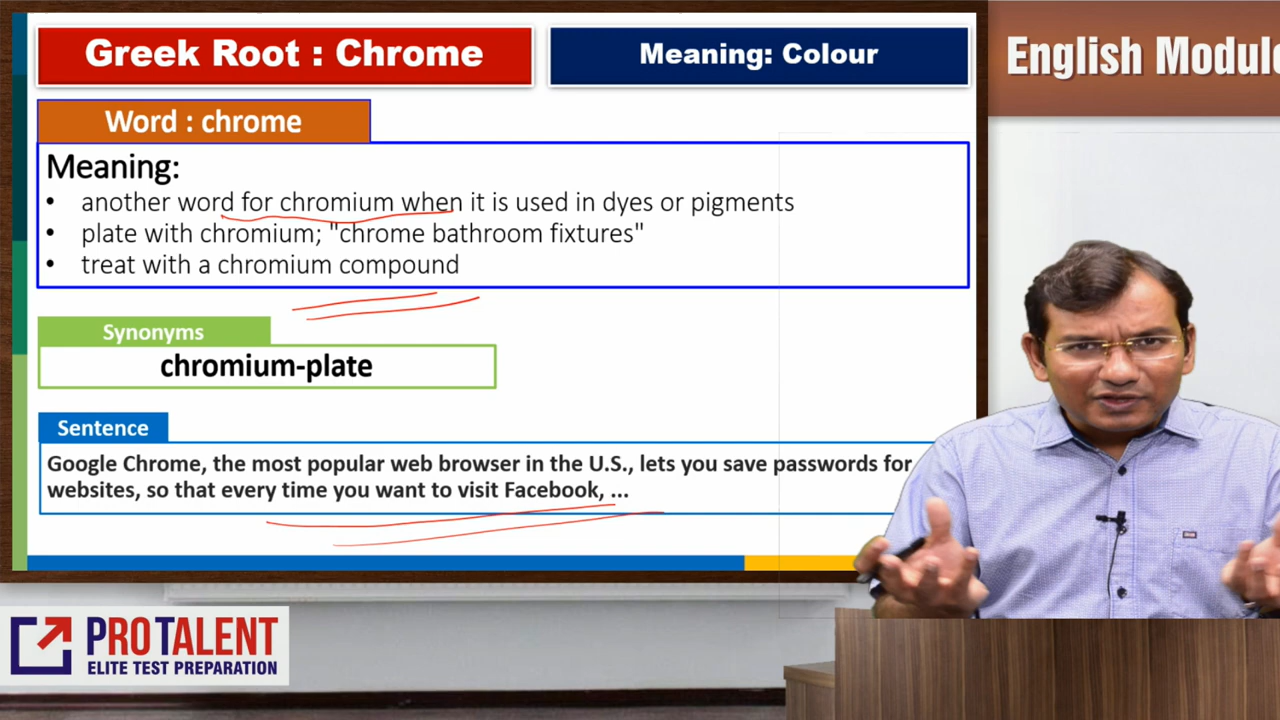 Greek Root : Chrome
Meaning: Colour
English Module
Word : chrome
Meaning:
• another word for chromium when it is used in dyes or pigments
• plate with chromium; "chrome bathroom fixtures"
• treat with a chromium compound
Synonyms
chromium-plate
Sentence
Google Chrome, the most popular web browser in the U.S., lets you save passwords for
websites, so that every time you want to visit Facebook, ...
PROTALENT
ELITE TEST PREPARATION